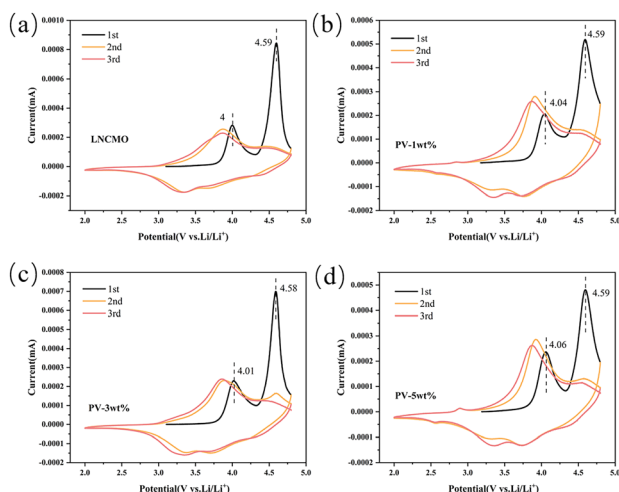 (a)
0.0010
0.0008
0.0006
0.0004
0.0002
0.0000
-0.0002
Current(mA)
1st
2nd
3rd
4.59
4
LNCMO
2.0 2.5 3.0 3.5 4.0 4.5 5.0
Potential(V vs.Li/Li⁺)
(b)
0.0006
0.0005
0.0004
0.0003
0.0002
0.0001
0.0000
-0.0001
-0.0002
Current(mA)
1st
2nd
3rd
4.59
4.04
PV-1wt%
2.0 2.5 3.0 3.5 4.0 4.5 5.0
Potential(V vs.Li/Li⁺)
(c)
0.0008
0.0007
0.0006
0.0005
0.0004
0.0003
0.0002
0.0001
0.0000
-0.0001
-0.0002
Current(mA)
1st
2nd
3rd
4.58
4.01
PV-3wt%
2.0 2.5 3.0 3.5 4.0 4.5 5.0
Potential(V vs.Li/Li⁺)
(d)
0.0006
0.0005
0.0004
0.0003
0.0002
0.0001
0.0000
-0.0001
-0.0002
Current(mA)
1st
2nd
3rd
4.59
4.06
PV-5wt%
2.0 2.5 3.0 3.5 4.0 4.5 5.0
Potential(V vs.Li/Li⁺)